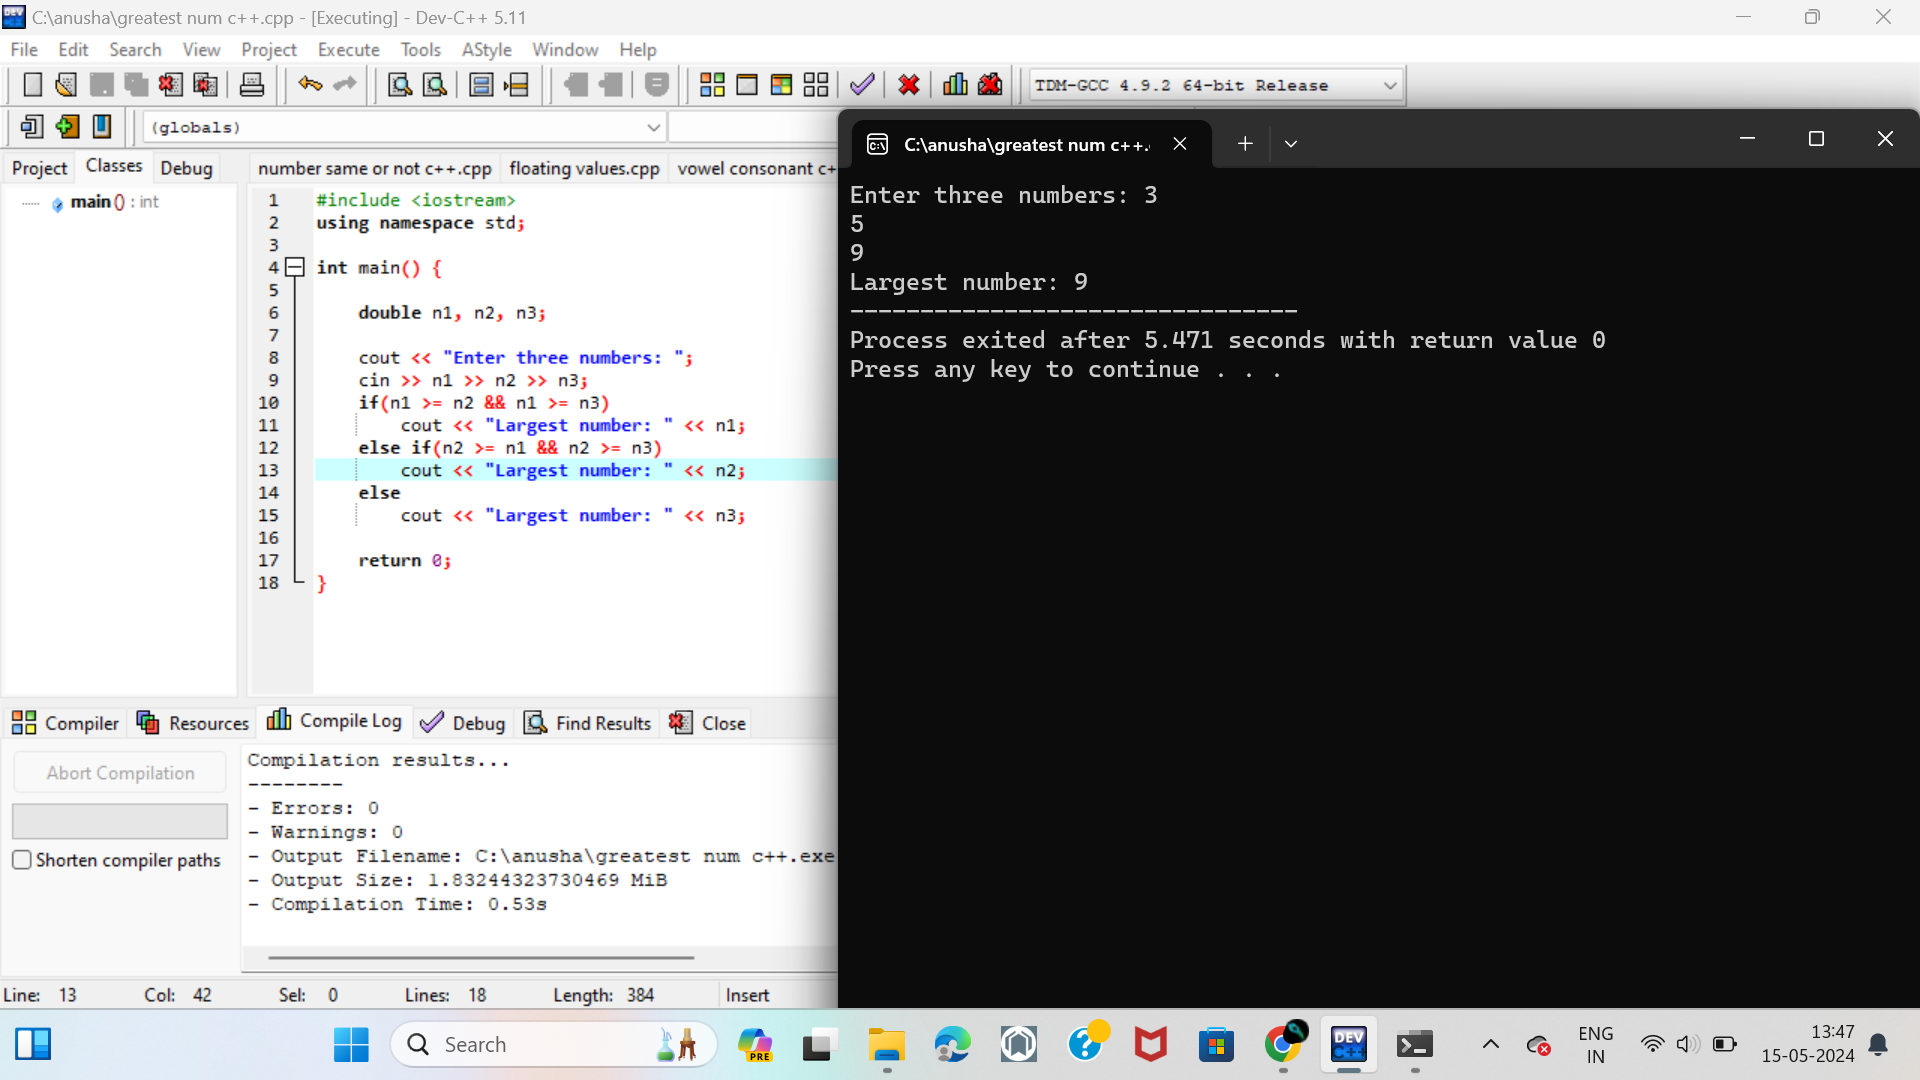 C:\anusha\greatest num c++.cpp - [Executing] - Dev-C++ 5.11
File Edit Search View Project Execute Tools AStyle Window Help
TDM-GCC 4.9.2 64-bit Release
(globals)
Project Classes Debug
main () : int
number same or not c++.cpp floating values.cpp vowel consonant c+
1 #include <iostream>
2 using namespace std;
3
4 int main() {
5
6 double n1, n2, n3;
7
8 cout << "Enter three numbers: ";
9 cin >> n1 >> n2 >> n3;
10 if(n1 >= n2 && n1 >= n3)
11 cout << "Largest number: " << n1;
12 else if(n2 >= n1 && n2 >= n3)
13 cout << "Largest number: " << n2;
14 else
15 cout << "Largest number: " << n3;
16
17 return 0;
18 }
C:\anusha\greatest num c++.
Enter three numbers: 3
5
9
Largest number: 9
--------------------------------
Process exited after 5.471 seconds with return value 0
Press any key to continue . . .
Compiler Resources Compile Log Debug Find Results Close
Abort Compilation
Shorten compiler paths
Compilation results...
--------
- Errors: 0
- Warnings: 0
- Output Filename: C:\anusha\greatest num c++.exe
- Output Size: 1.83244323730469 MiB
- Compilation Time: 0.53s
Line: 13 Col: 42 Sel: 0 Lines: 18 Length: 384 Insert
Search
PRE
DEV C++
ENG
IN
13:47
15-05-2024